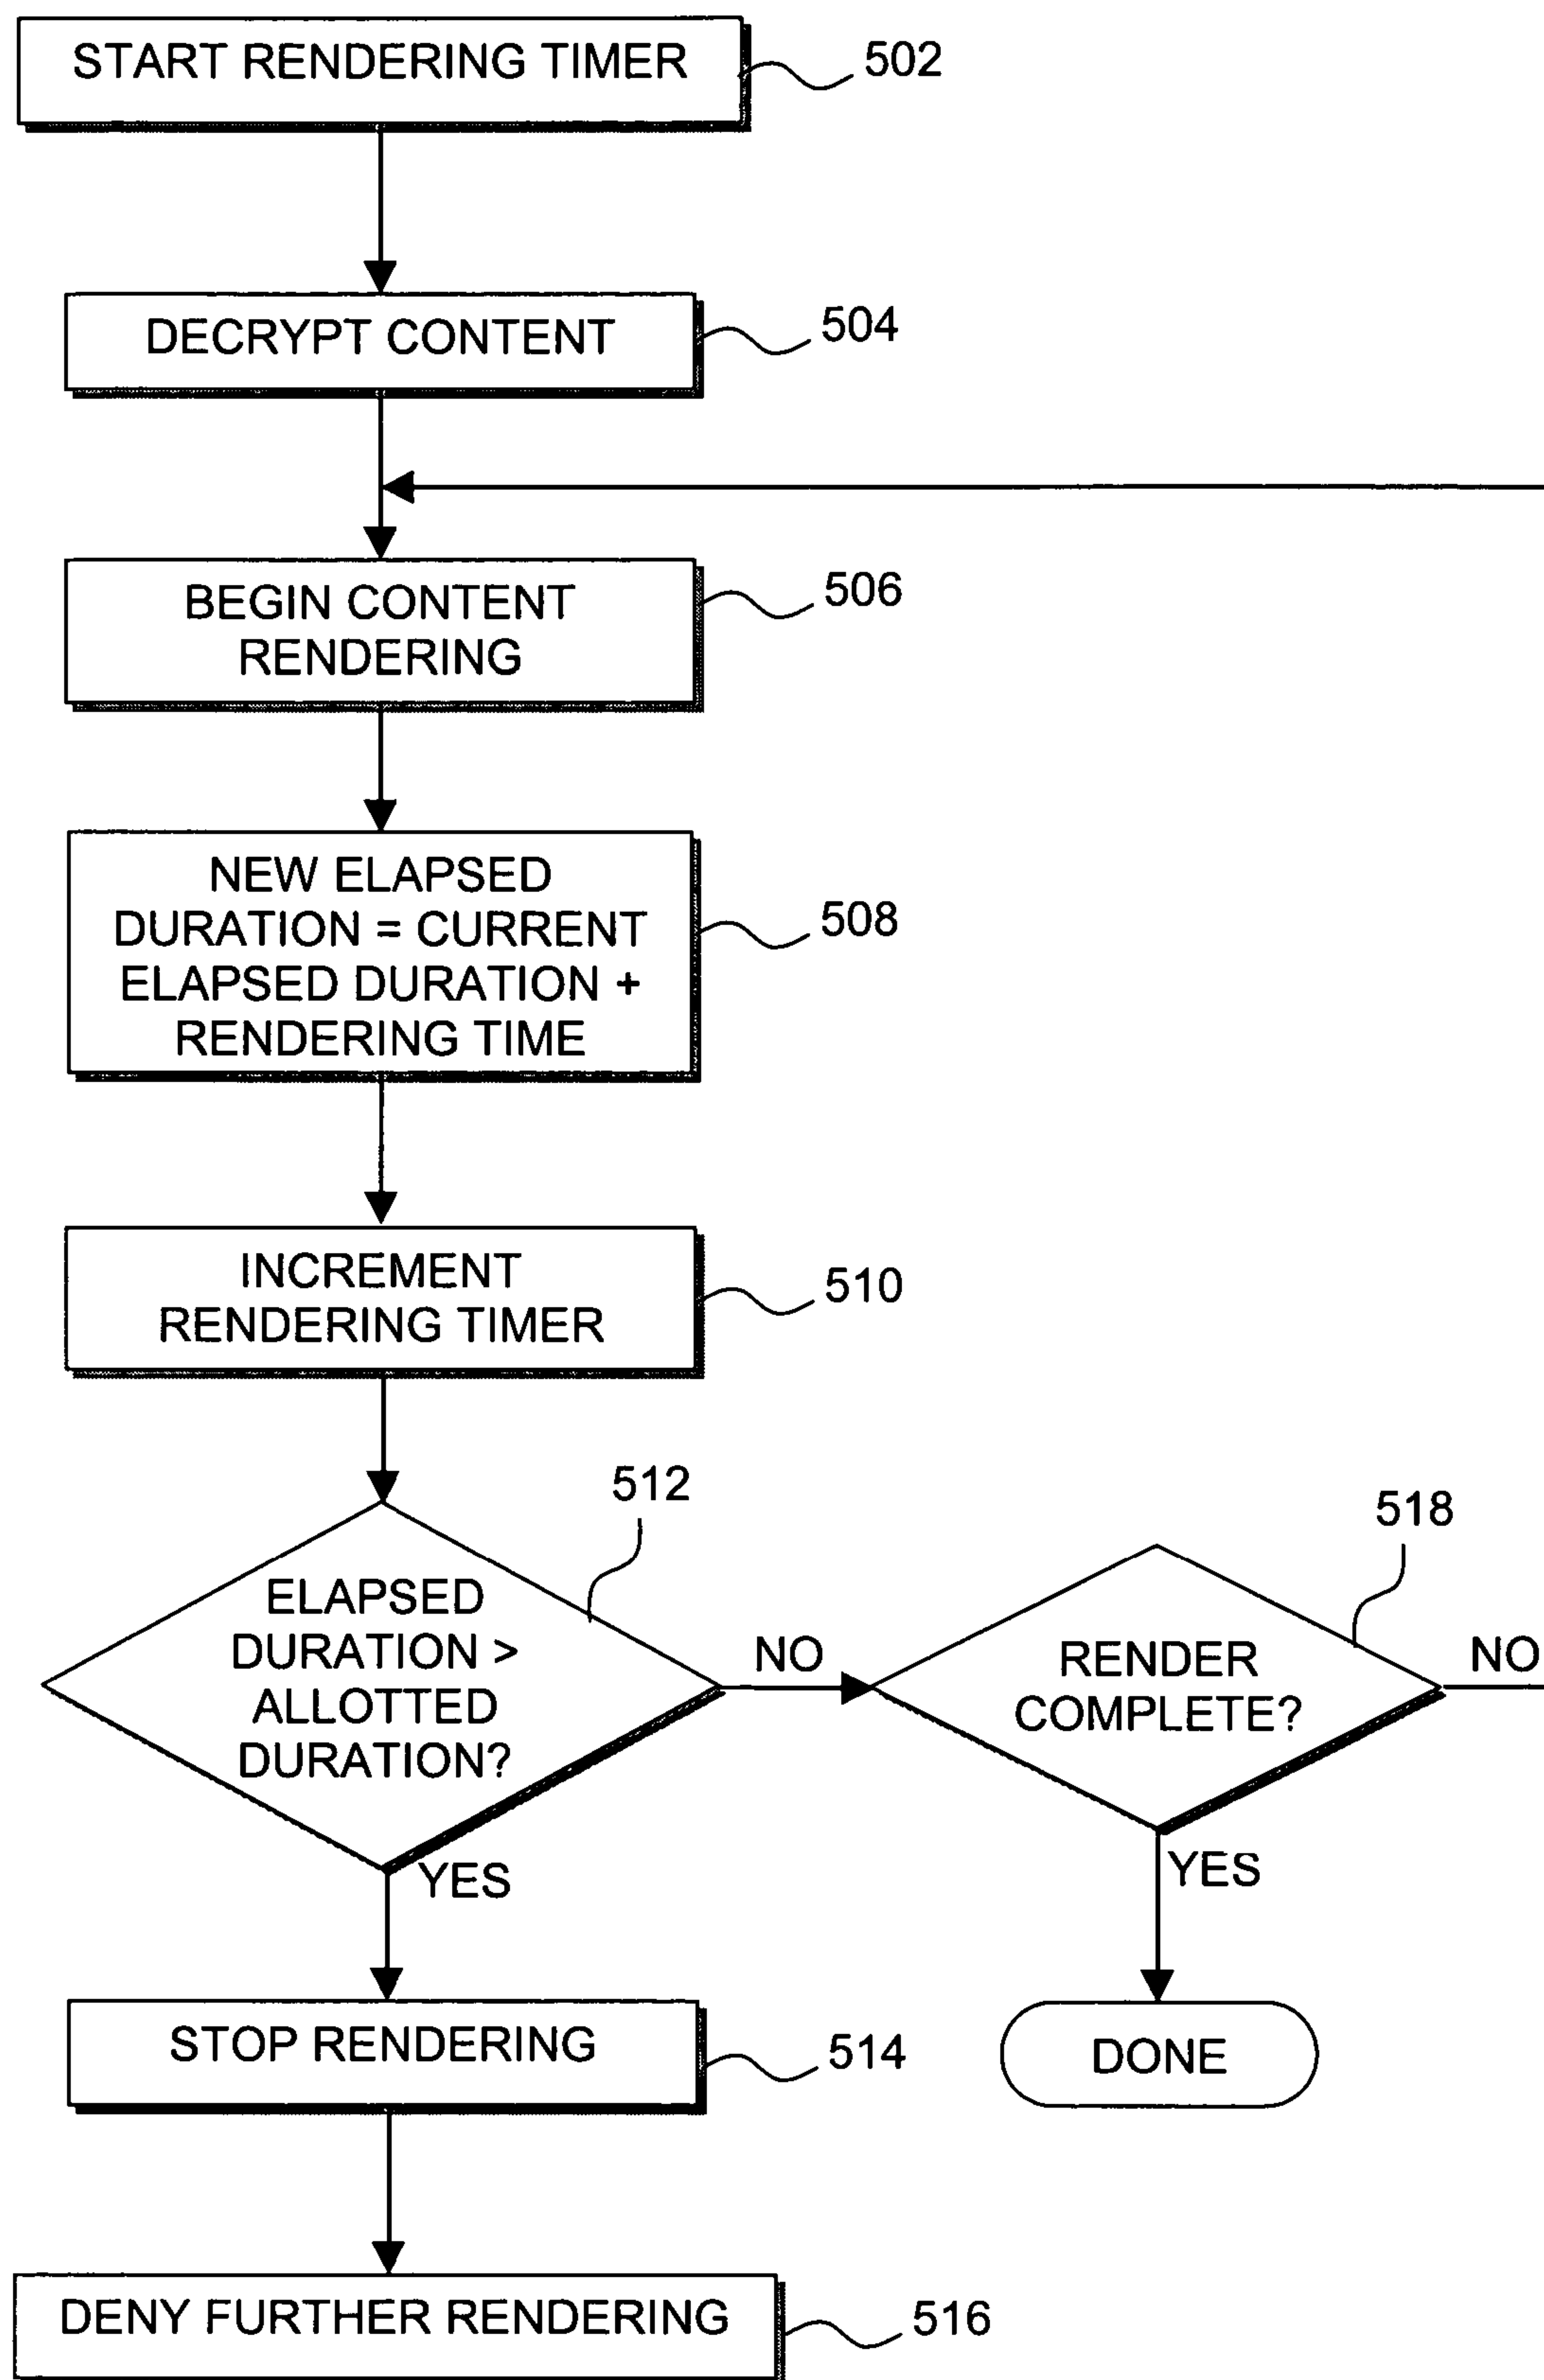 START RENDERING TIMER
502
DECRYPT CONTENT
504
BEGIN CONTENT
RENDERING
506
NEW ELAPSED
DURATION = CURRENT
ELAPSED DURATION +
RENDERING TIME
508
INCREMENT
RENDERING TIMER
510
512
ELAPSED
DURATION >
ALLOTTED
DURATION?
NO
YES
518
RENDER
COMPLETE?
NO
YES
STOP RENDERING
514
DONE
DENY FURTHER RENDERING
516